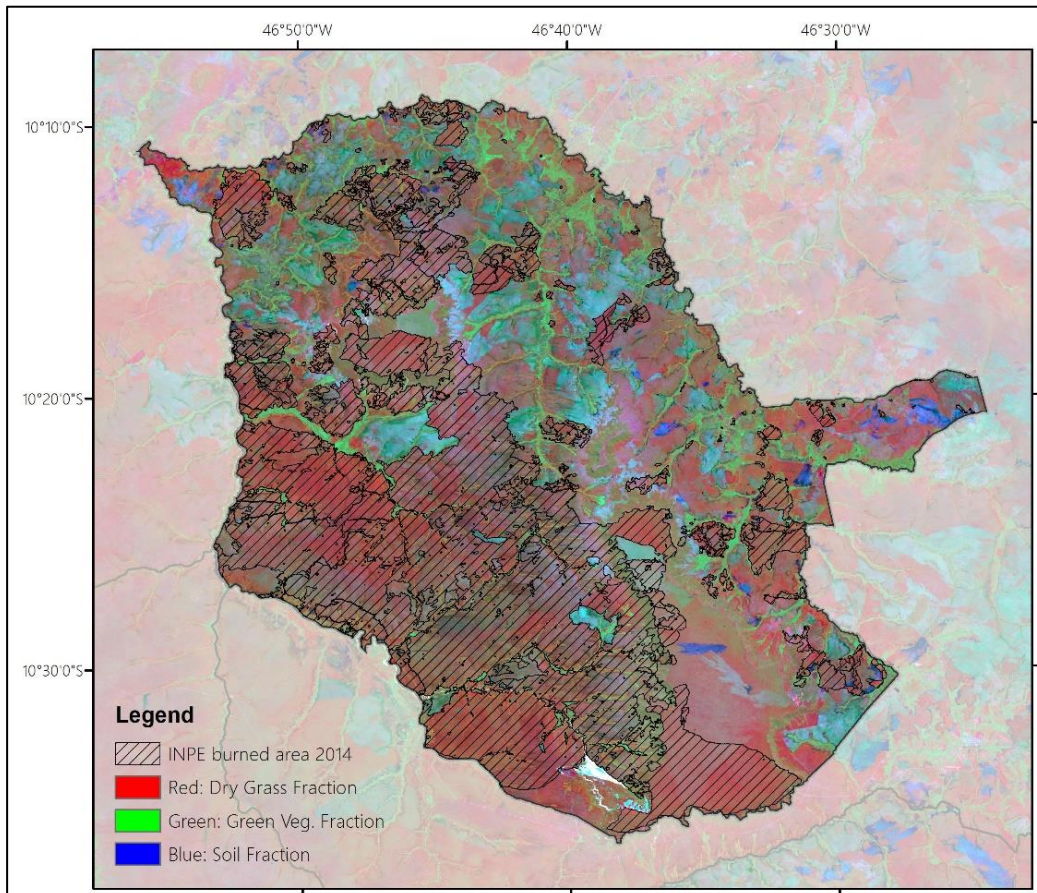 46°50'0"W 46°40'0"W 46°30'0"W
10°10'0"S
10°20'0"S
10°30'0"S
Legend
INPE burned area 2014
Red: Dry Grass Fraction
Green: Green Veg. Fraction
Blue: Soil Fraction